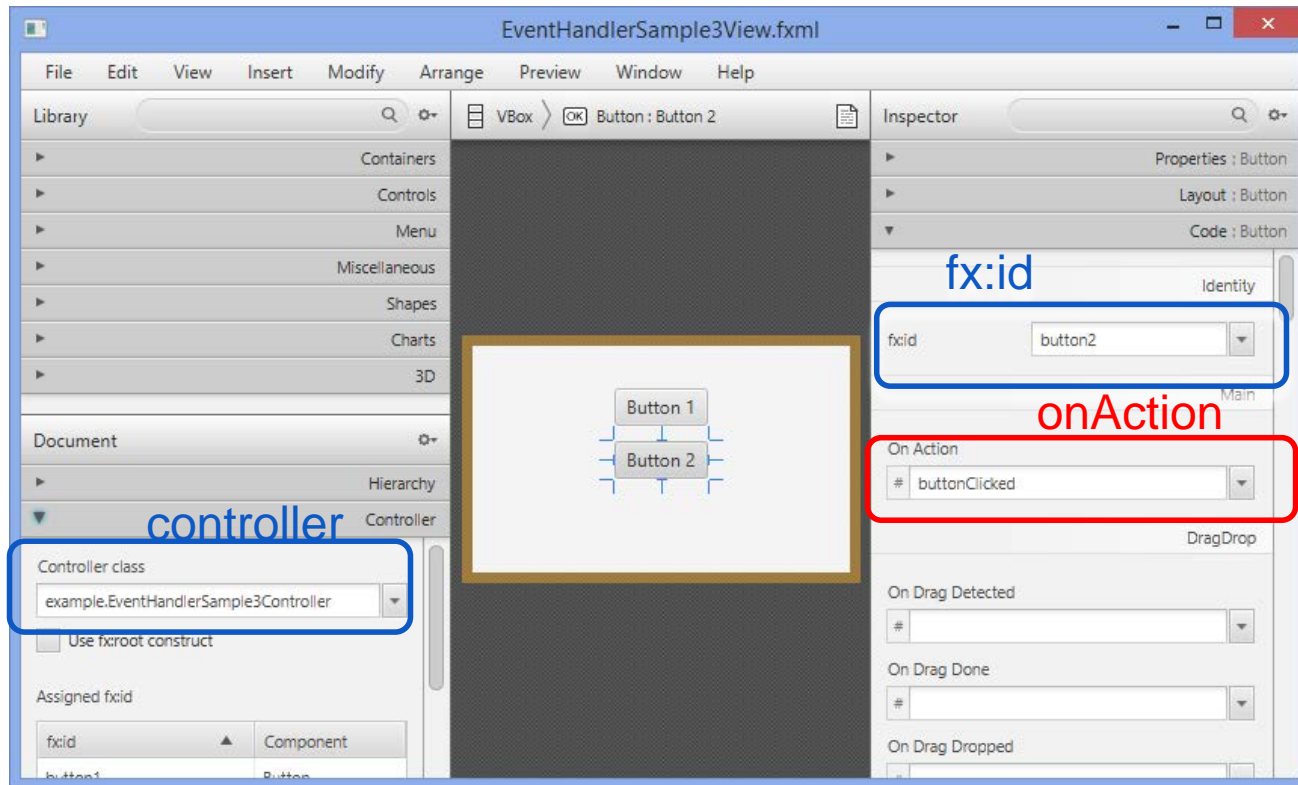 EventHandlerSample3View.fxml
File Edit View Insert Modify Arrange Preview Window Help
Library
Containers
Controls
Menu
Miscellaneous
Shapes
Charts
3D
Document
Hierarchy
Controller
controller
Controller class
example.EventHandlerSample3Controller
Use fx:root construct
Assigned fx:id
fx:id Component
button1 Button
VBox OK Button : Button 2
Button 1
Button 2
Inspector
Properties : Button
Layout : Button
Code : Button
fx:id
Identity
fx:id button2
Main
onAction
On Action
# buttonClicked
DragDrop
On Drag Detected
#
On Drag Done
#
On Drag Dropped
#